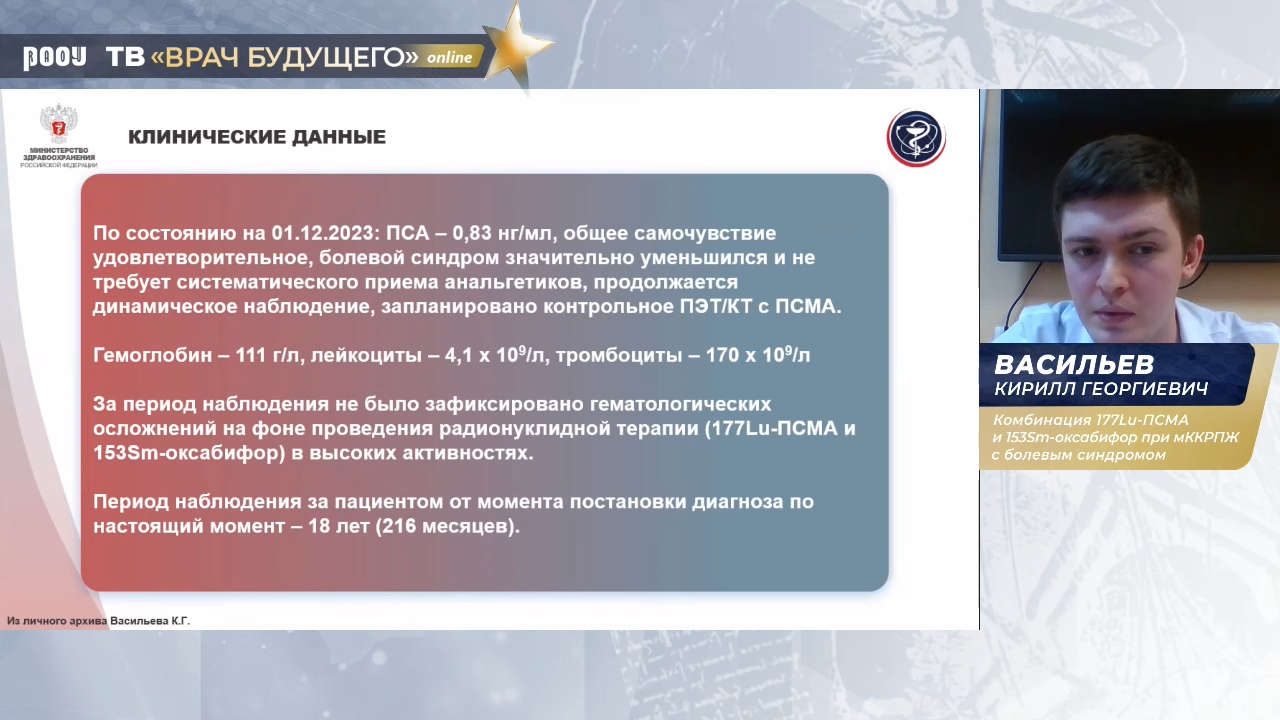 РООУ ТВ «ВРАЧ БУДУЩЕГО» online
МИНИСТЕРСТВО
ЗДРАВООХРАНЕНИЯ
РОССИЙСКОЙ ФЕДЕРАЦИИ
КЛИНИЧЕСКИЕ ДАННЫЕ
По состоянию на 01.12.2023: ПСА – 0,83 нг/мл, общее самочувствие
удовлетворительное, болевой синдром значительно уменьшился и не
требует систематического приема анальгетиков, продолжается
динамическое наблюдение, запланировано контрольное ПЭТ/КТ с ПСМА.
Гемоглобин – 111 г/л, лейкоциты – 4,1 х 10⁹/л, тромбоциты – 170 х 10⁹/л
За период наблюдения не было зафиксировано гематологических
осложнений на фоне проведения радионуклидной терапии (177Lu-ПСМА и
153Sm-оксабифор) в высоких активностях.
Период наблюдения за пациентом от момента постановки диагноза по
настоящий момент – 18 лет (216 месяцев).
Из личного архива Васильева К.Г.
ВАСИЛЬЕВ
КИРИЛЛ ГЕОРГИЕВИЧ
Комбинация 177Lu-ПСМА
и 153Sm-оксабифор при мККРПЖ
с болевым синдромом